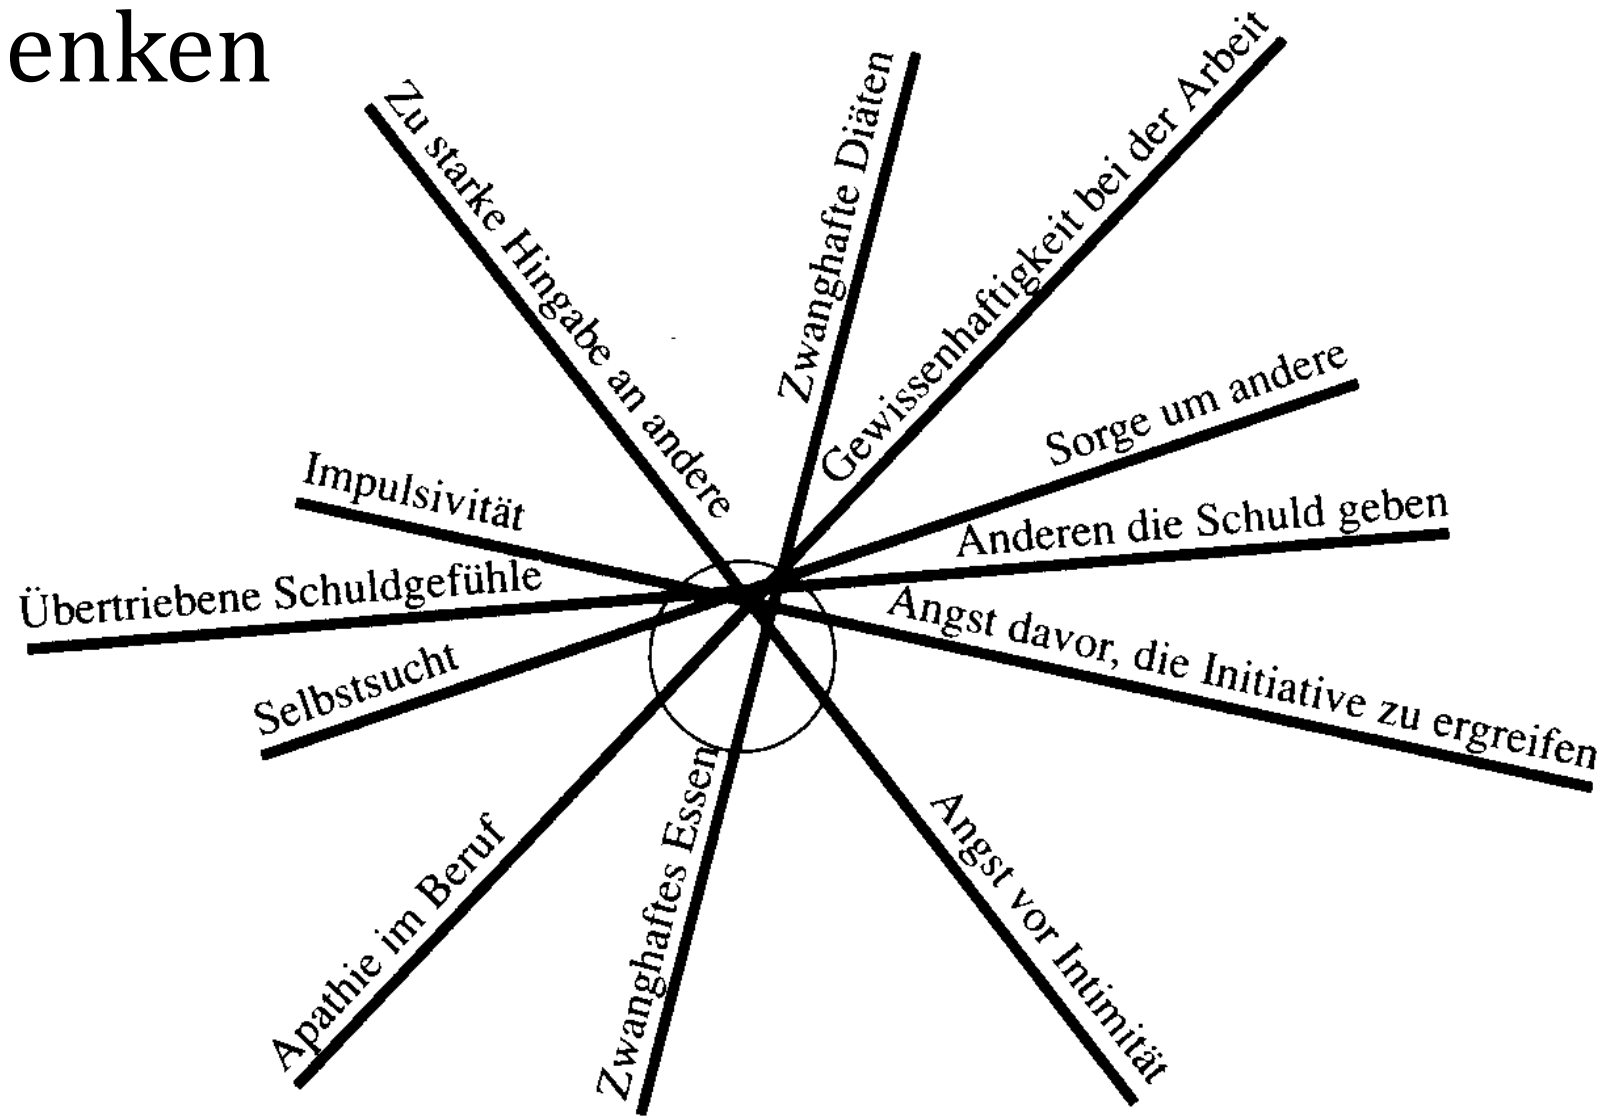 enken
Zu starke Hingabe an andere
Zwanghafte Diäten
Gewissenhaftigkeit bei der Arbeit
Sorge um andere
Anderen die Schuld geben
Impulsivität
Übertriebene Schuldgefühle
Angst davor, die Initiative zu ergreifen
Selbstsucht
Apathie im Beruf
Zwanghaftes Essen
Angst vor Intimität